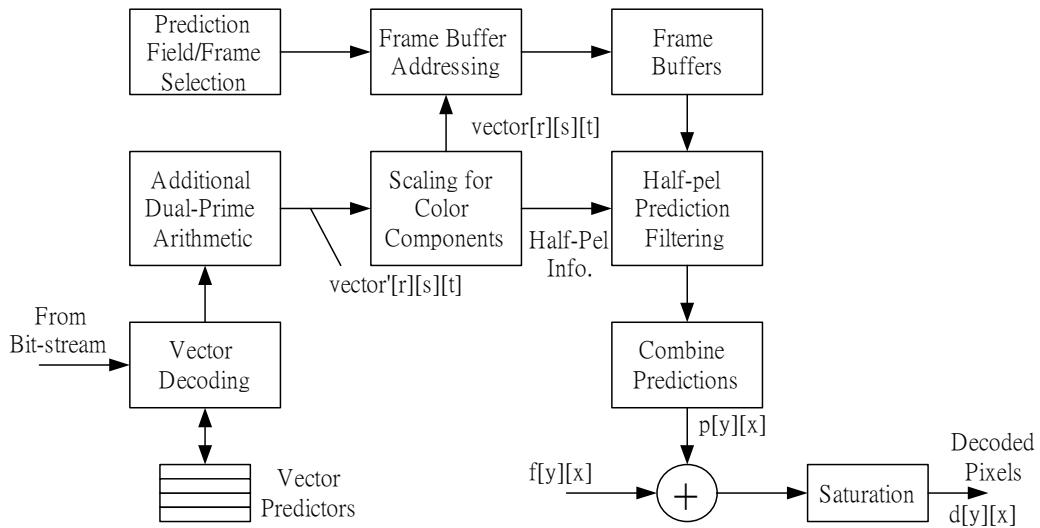 Prediction
Field/Frame
Selection
Frame Buffer
Addressing
Frame
Buffers
vector[r][s][t]
Additional
Dual-Prime
Arithmetic
Scaling for
Color
Components
Half-pel
Prediction
Filtering
Half-Pel
Info.
vector'[r][s][t]
From
Bit-stream
Vector
Decoding
Combine
Predictions
p[y][x]
Vector
Predictors
f[y][x]
+
Saturation
Decoded
Pixels
d[y][x]